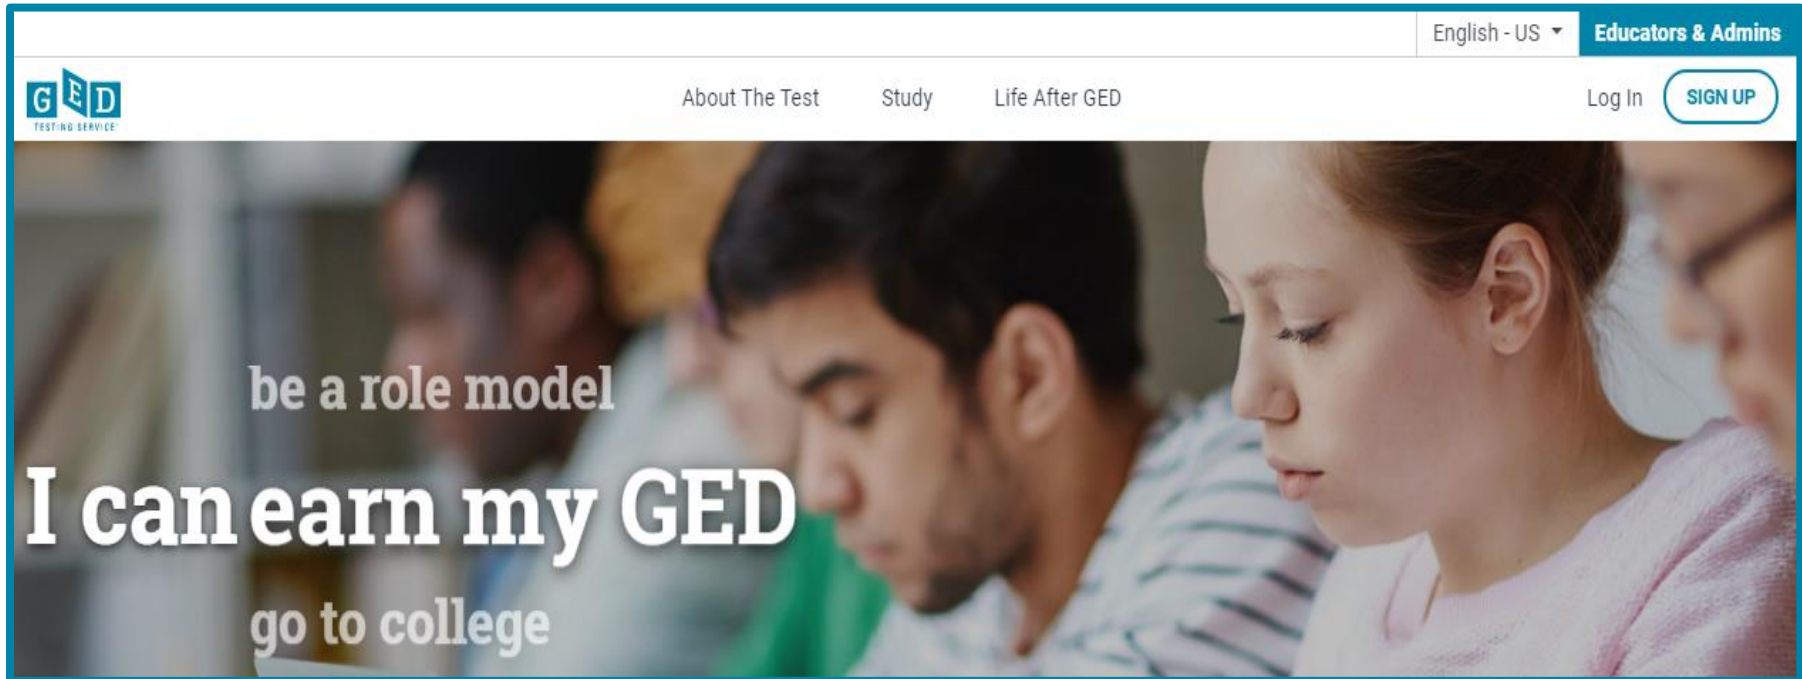 English - US
Educators & Admins
GED
TESTING SERVICE
About The Test
Study
Life After GED
Log In
SIGN UP
be a role model
I can earn my GED
go to college